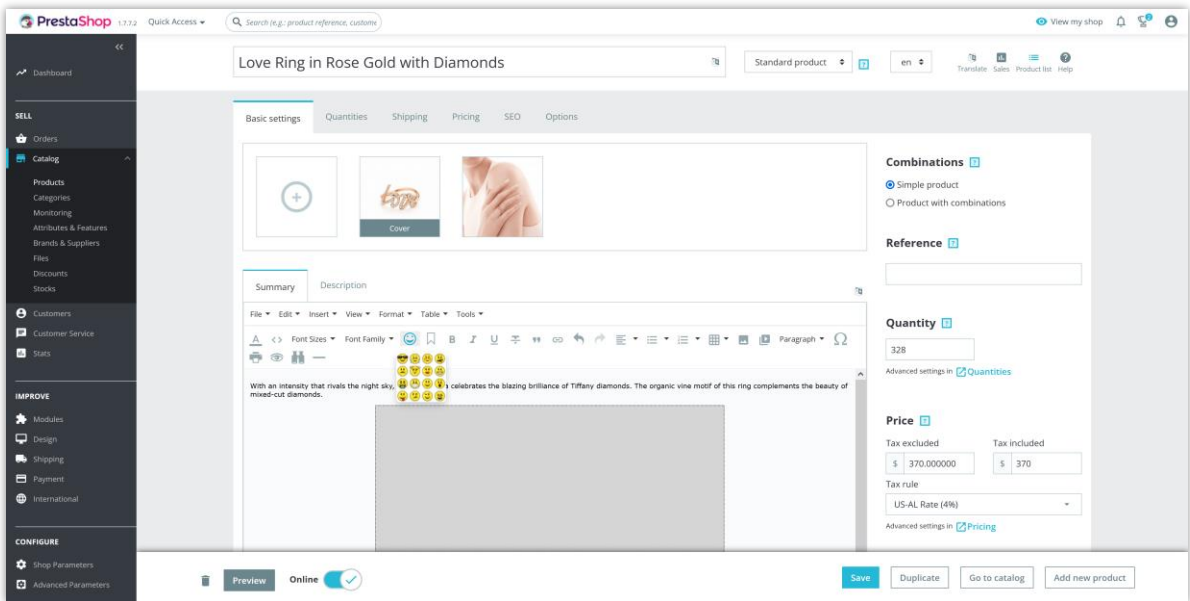 PrestaShop 1.7.7.2 Quick Access Search (e.g.: product reference, custome View my shop
Love Ring in Rose Gold with Diamonds Standard product en Translate Sales Product list Help
Dashboard
Basic settings Quantities Shipping Pricing SEO Options
SELL
Orders
Catalog
Products
Categories
Monitoring
Attributes & Features
Brands & Suppliers
Files
Discounts
Stocks
Customers
Customer Service
Stats
IMPROVE
Modules
Design
Shipping
Payment
International
CONFIGURE
Shop Parameters
Advanced Parameters
Cover
Summary Description
File Edit Insert View Format Table Tools
A <> Font Sizes Font Family B I U Paragraph Ω
With an intensity that rivals the night sky, a celebrates the blazing brilliance of Tiffany diamonds. The organic vine motif of this ring complements the beauty of
mixed-cut diamonds.
Combinations
Simple product
Product with combinations
Reference
Quantity
328
Advanced settings in Quantities
Price
Tax excluded Tax included
$ 370.000000 $ 370
Tax rule
US-AL Rate (4%)
Advanced settings in Pricing
Preview Online Save Duplicate Go to catalog Add new product